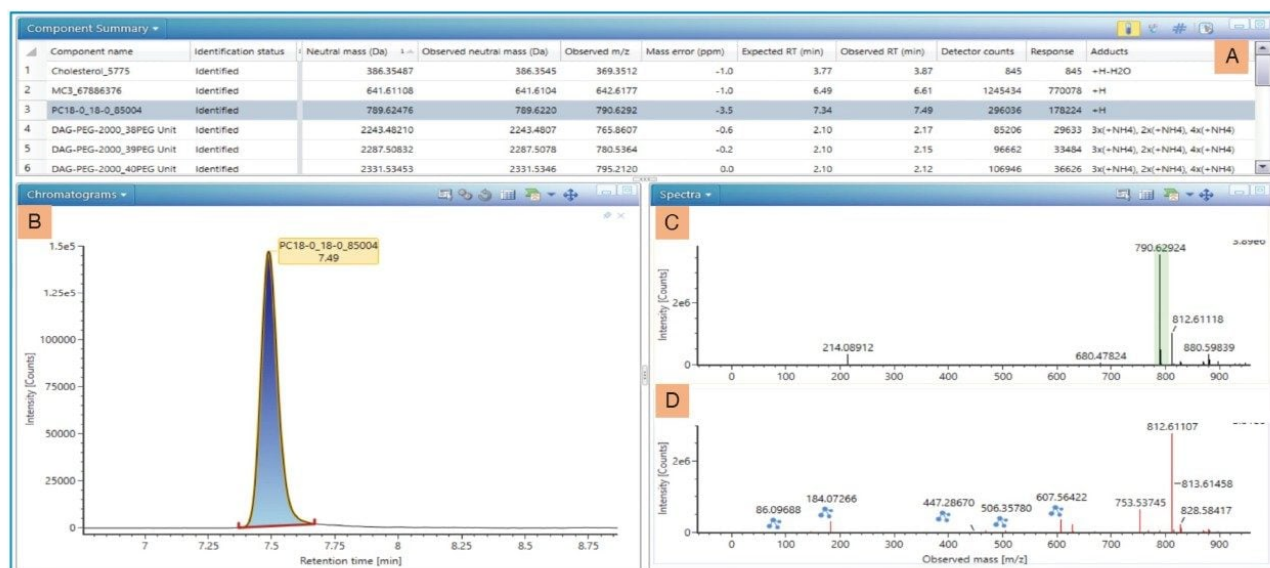 Component Summary
A
Component name Identification status Neutral mass (Da) Observed neutral mass (Da) Observed m/z Mass error (ppm) Expected RT (min) Observed RT (min) Detector counts Response Adducts
1 Cholesterol_5775 Identified 386.35487 386.3545 369.3512 -1.0 3.77 3.87 845 845 +H-H2O
2 MC3_67886376 Identified 641.61108 641.6104 642.6177 -1.0 6.49 6.61 1245434 770078 +H
3 PC18-0_18-0_85004 Identified 789.62476 789.6220 790.6292 -3.5 7.34 7.49 296036 178224 +H
4 DAG-PEG-2000_38PEG Unit Identified 2243.48210 2243.4807 765.8607 -0.6 2.10 2.17 85206 29633 3x(+NH4), 2x(+NH4), 4x(+NH4)
5 DAG-PEG-2000_39PEG Unit Identified 2287.50832 2287.5078 780.5364 -0.2 2.10 2.15 96662 33484 3x(+NH4), 2x(+NH4), 4x(+NH4)
6 DAG-PEG-2000_40PEG Unit Identified 2331.53453 2331.5346 795.2120 0.0 2.10 2.12 106946 36626 3x(+NH4), 2x(+NH4), 4x(+NH4)
Chromatograms
B
PC18-0_18-0_85004
7.49
1.5e5
1.25e5
100000
75000
50000
25000
0
Intensity [Counts]
7 7.25 7.5 7.75 8 8.25 8.5 8.75
Retention time [min]
Spectra
C
3.89e6
790.62924
2e6
812.61118
214.08912
680.47824
880.59839
0
Intensity [Counts]
0 100 200 300 400 500 600 700 800 900
D
812.61107
2e6
813.61458
184.07266
447.28670
607.56422
753.53745
828.58417
86.09688
506.35780
0
Intensity [Counts]
0 100 200 300 400 500 600 700 800 900
Observed mass [m/z]